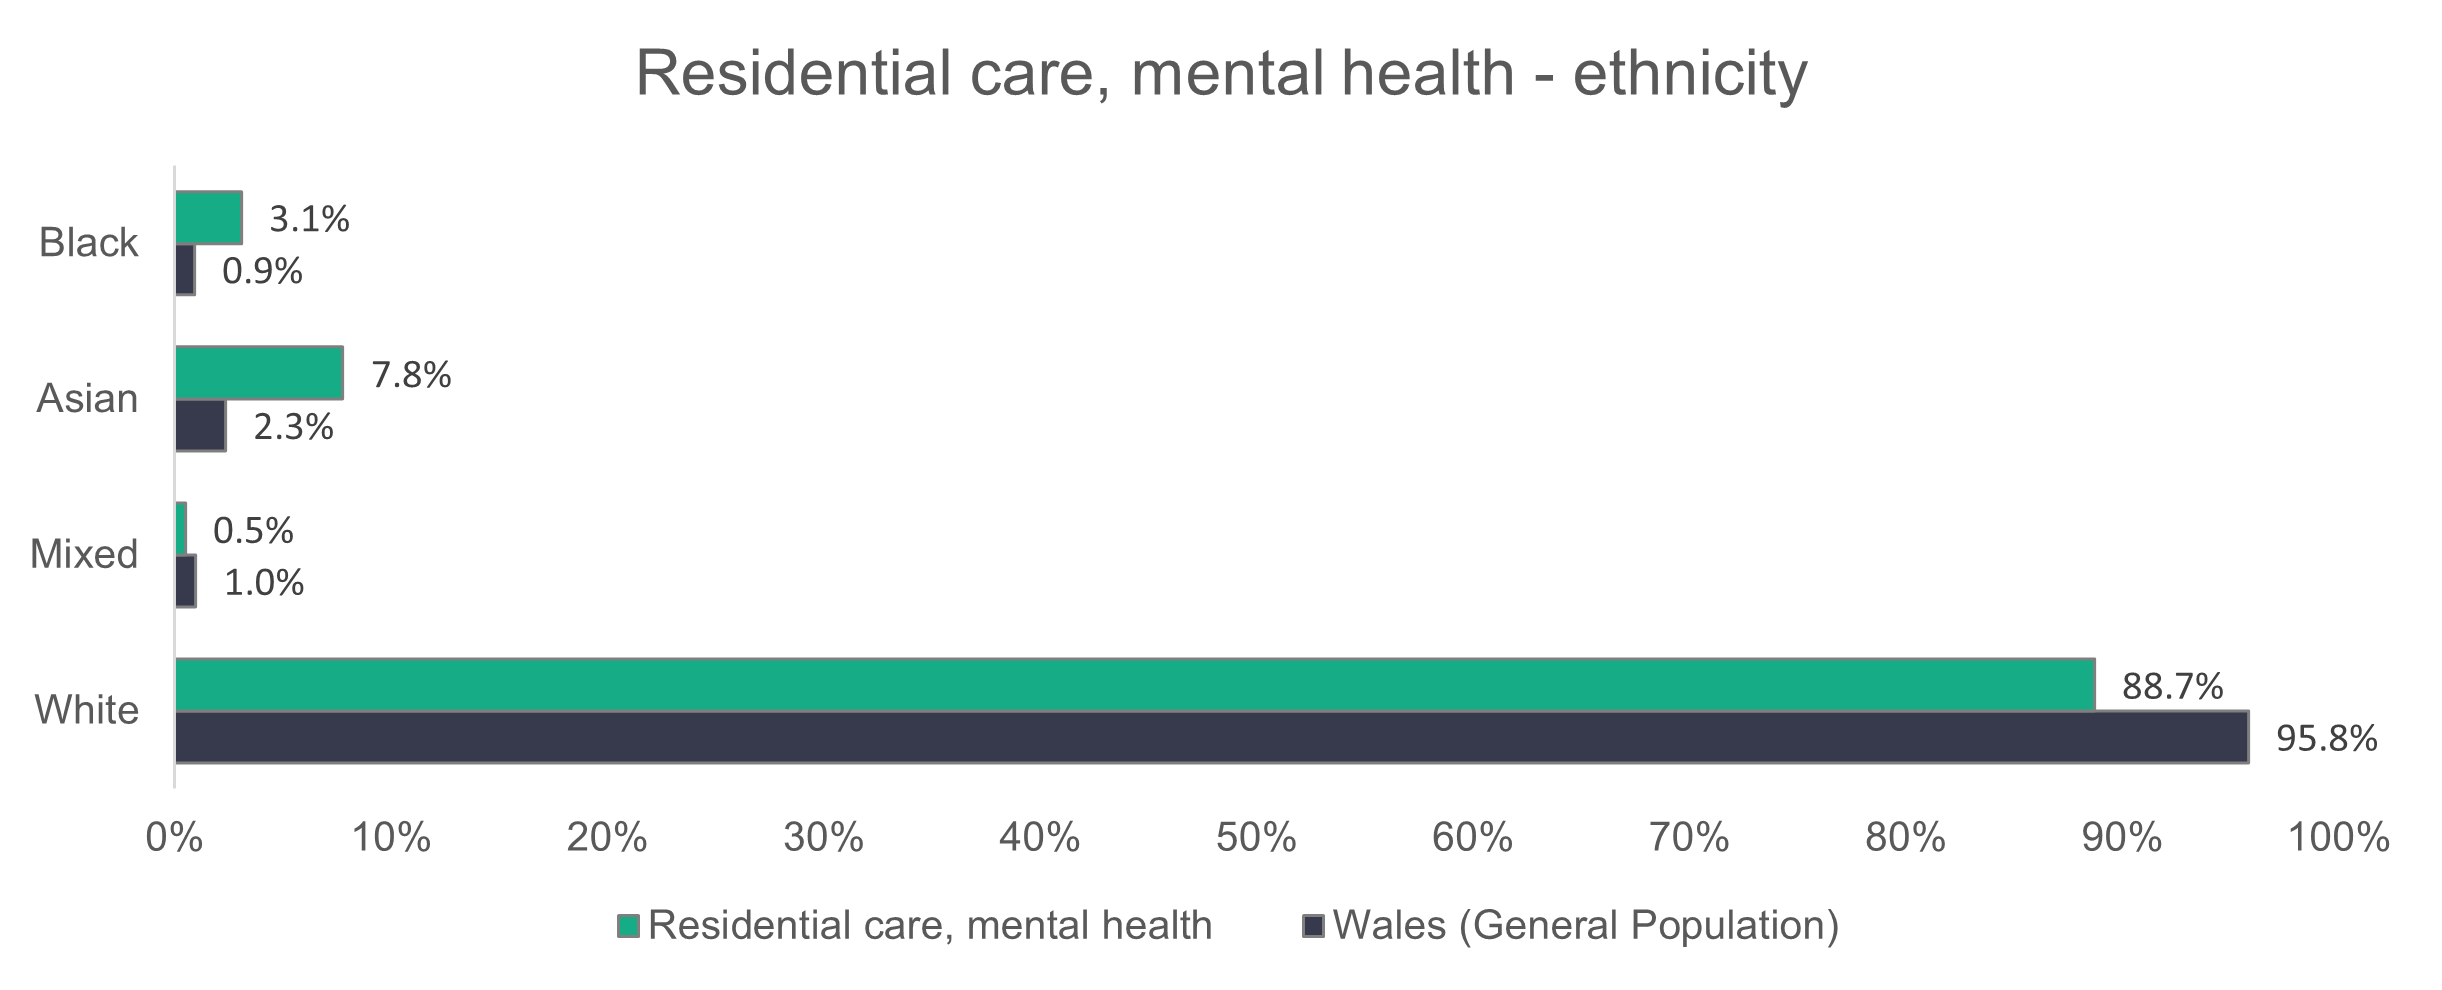 Residential care, mental health - ethnicity
Black
3.1%
0.9%
Asian
7.8%
2.3%
Mixed
0.5%
1.0%
White
88.7%
95.8%
0% 10% 20% 30% 40% 50% 60% 70% 80% 90% 100%
Residential care, mental health Wales (General Population)